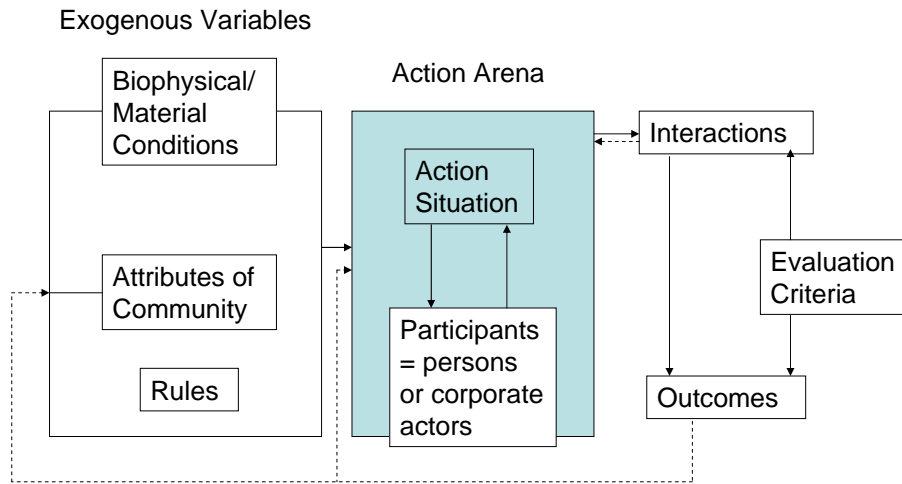 Exogenous Variables
Biophysical/
Material
Conditions
Attributes of
Community
Rules
Action Arena
Action
Situation
Participants
= persons
or corporate
actors
Interactions
Evaluation
Criteria
Outcomes